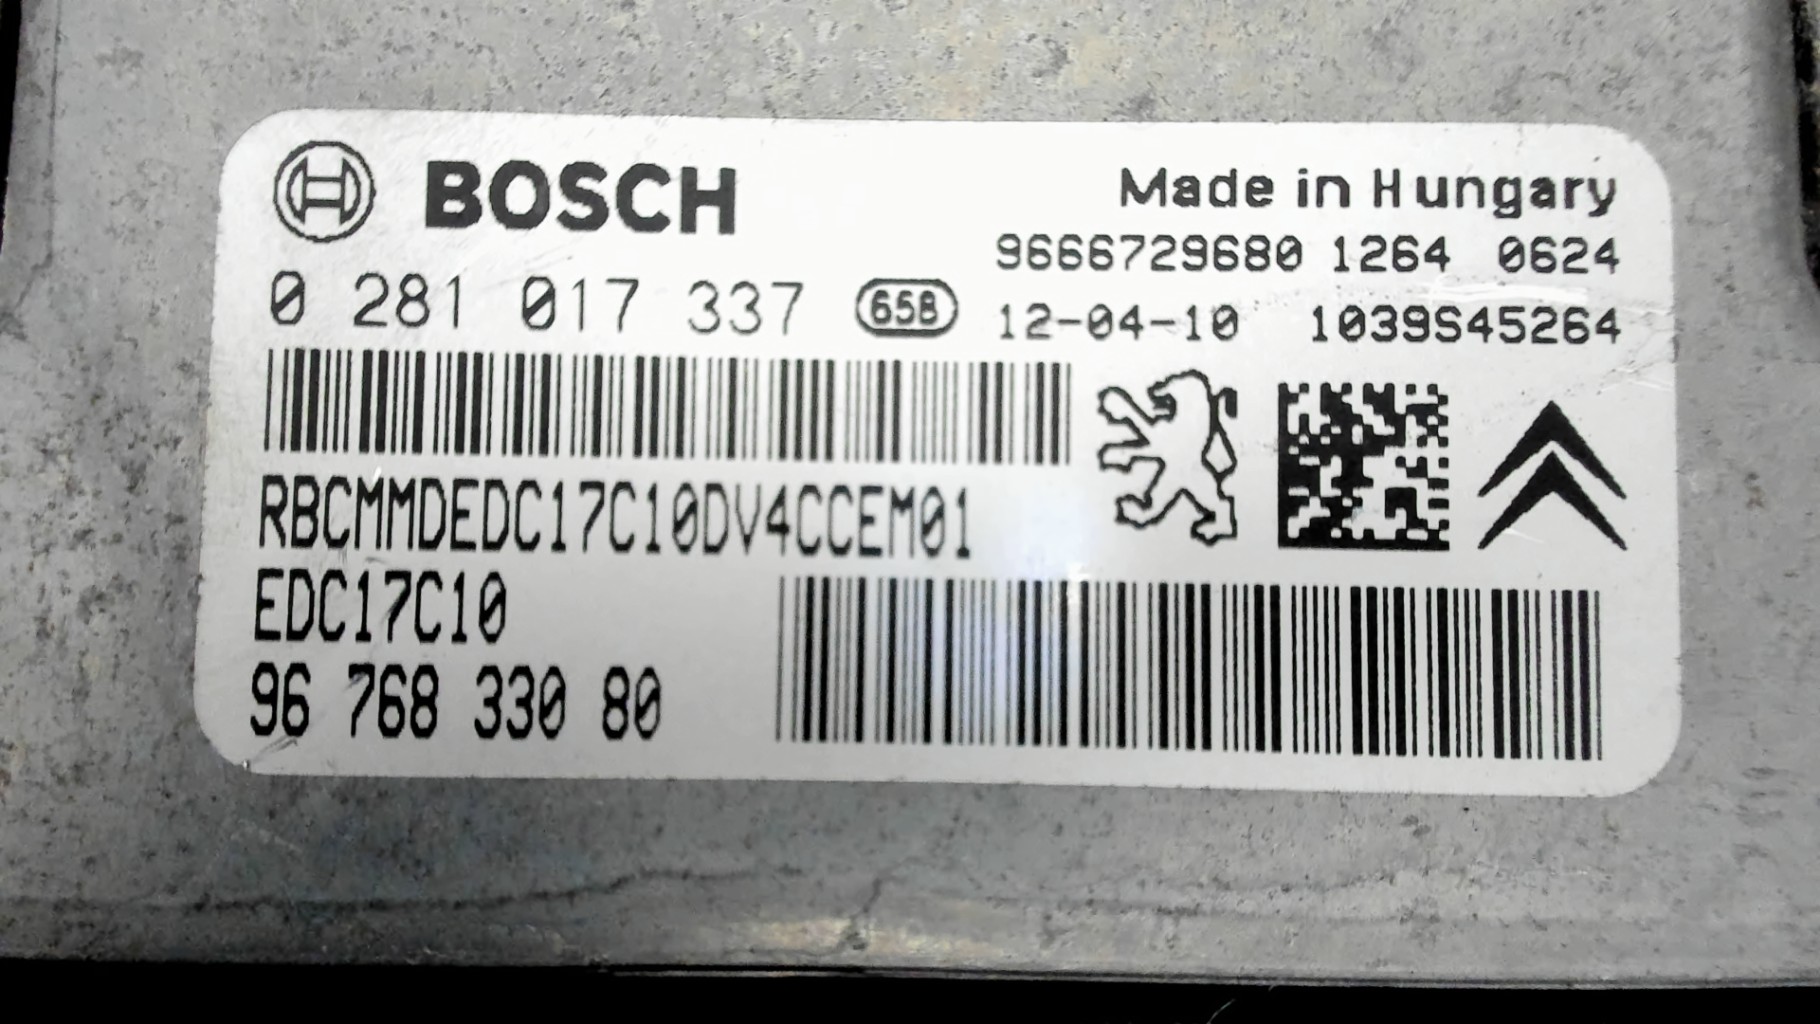 BOSCH
Made in Hungary
9666729680 1264 0624
0 281 017 337 658 12-04-10 1039S45264
RBCMMDEDC17C10DV4CCEM01
EDC17C10
96 768 330 80